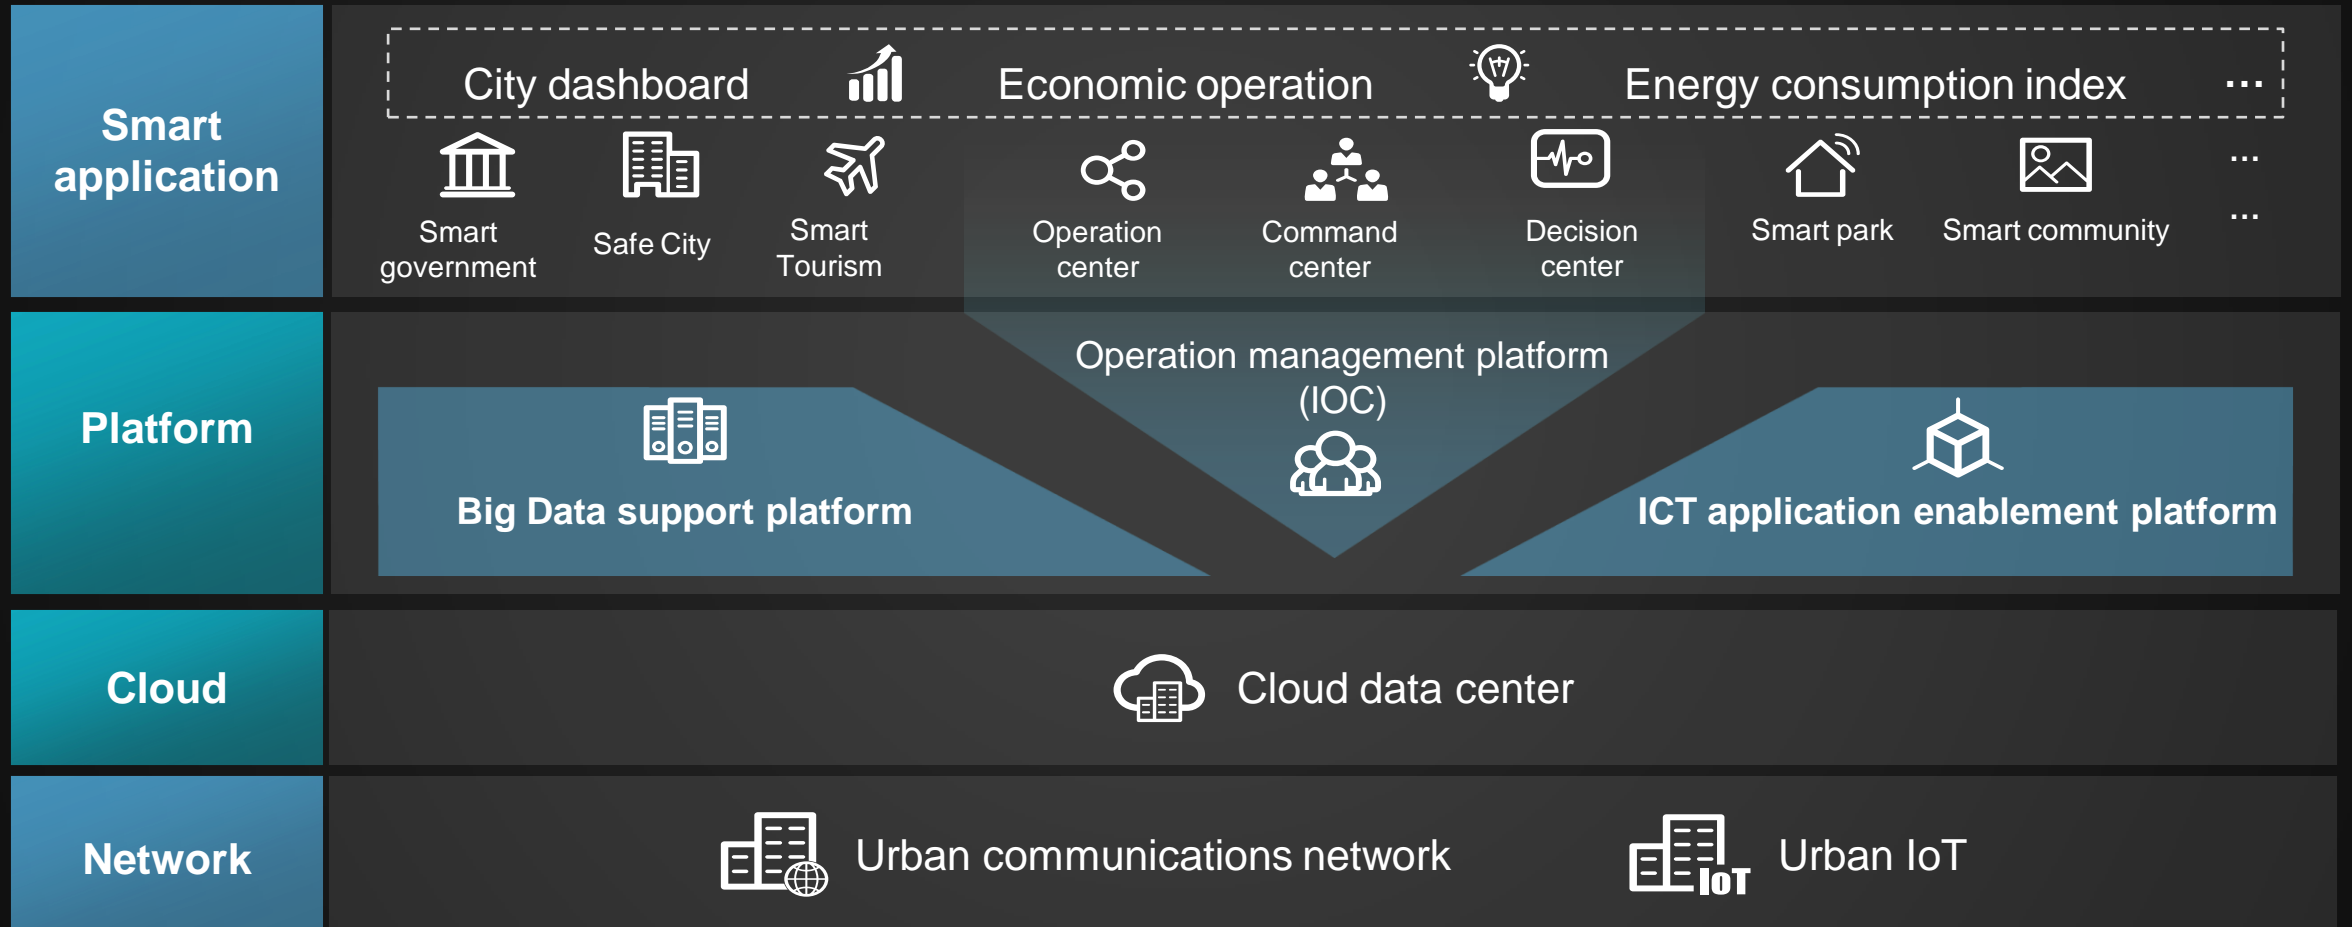 Smart
application
City dashboard
Economic operation
Energy consumption index
...
Smart
government
Safe City
Smart
Tourism
Operation
center
Command
center
Decision
center
Smart park
Smart community
...
...
Platform
Operation management platform
(IOC)
Big Data support platform
ICT application enablement platform
Cloud
Cloud data center
Network
Urban communications network
IoT
Urban IoT